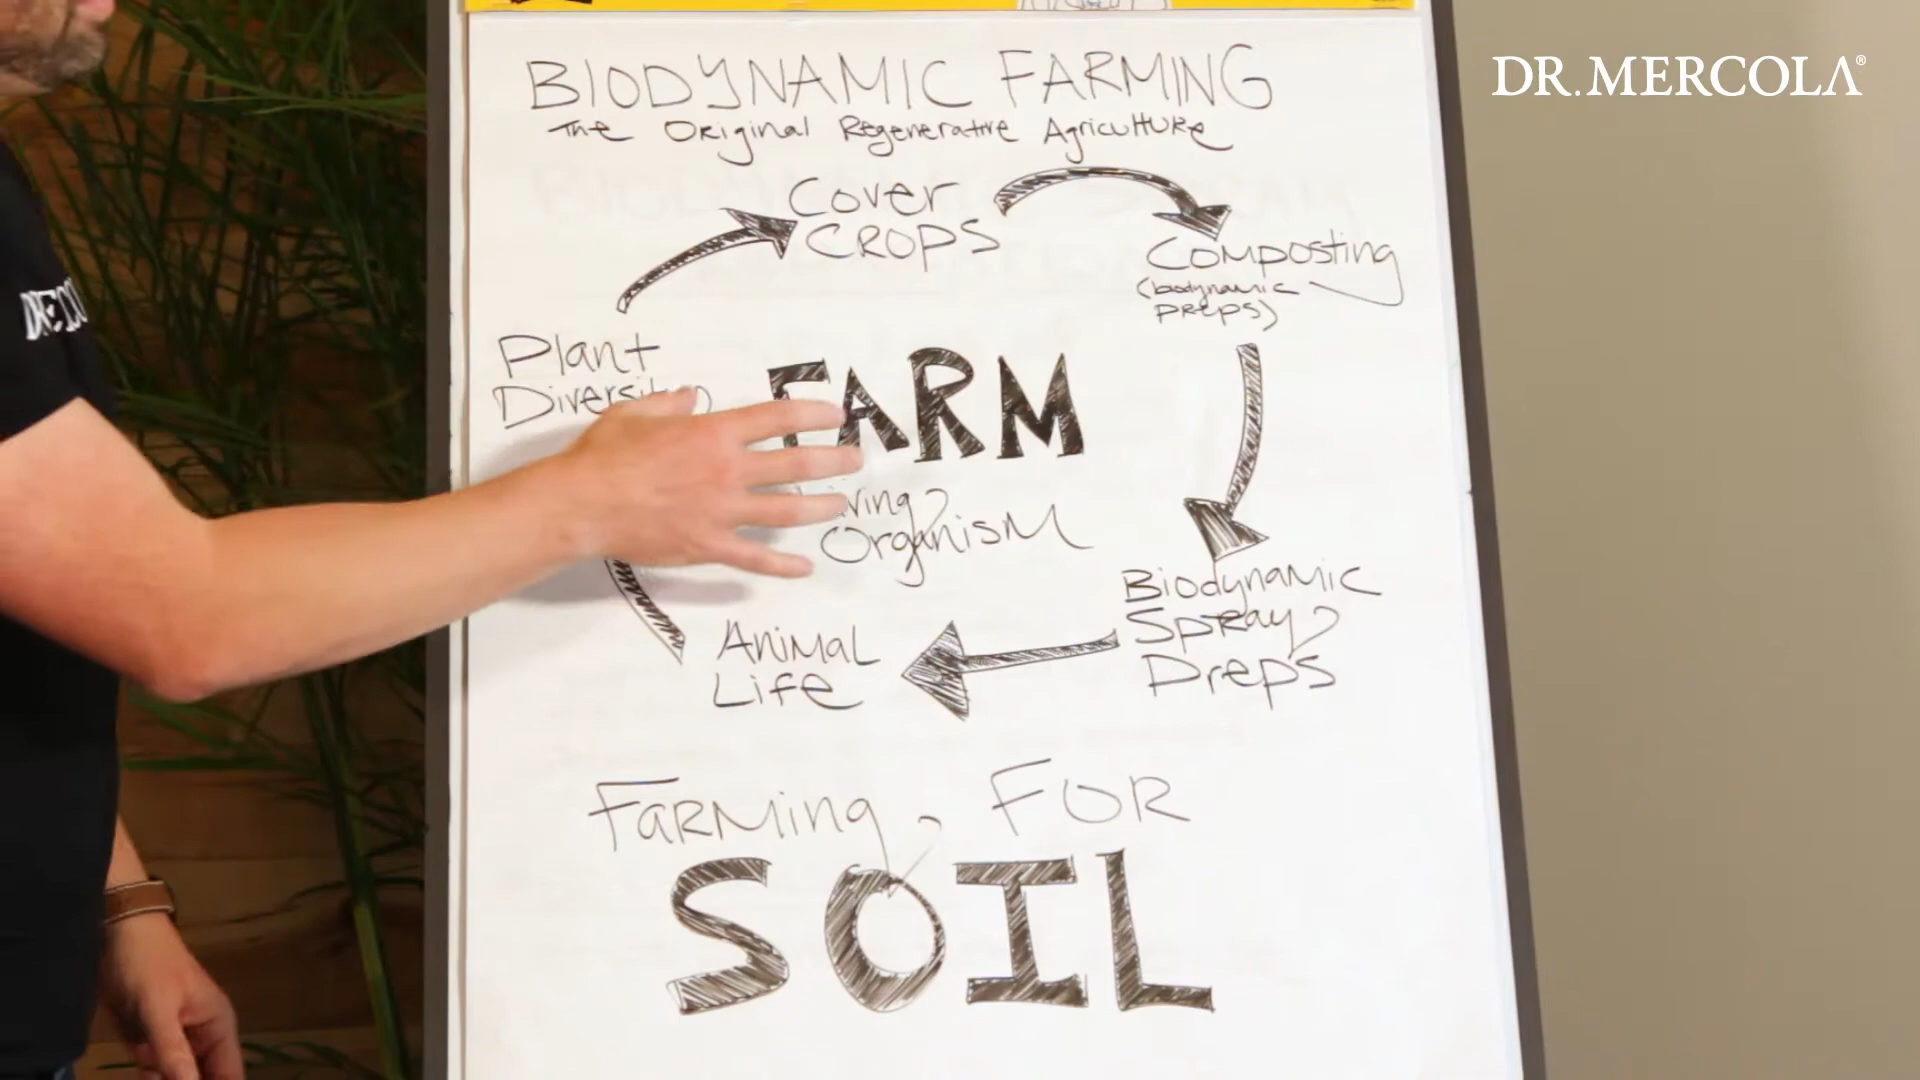 DR. MERCOLA®
BIODYNAMIC FARMING
The Original Regenerative Agriculture
Cover
CROPS
Composting
(biodynamic
preps)
Plant
FARM
Organism
Biodynamic
Spray
Preps
Animal
Life
Farming FOR
SOIL